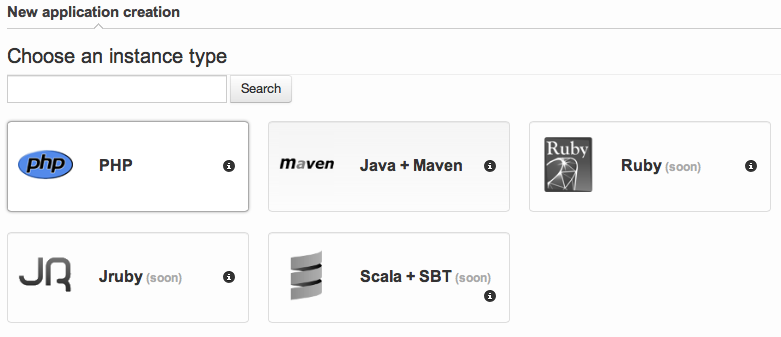 New application creation
Choose an instance type
Search
php PHP
maven Java + Maven
Ruby Ruby (soon)
JR Jruby (soon)
Scala + SBT (soon)